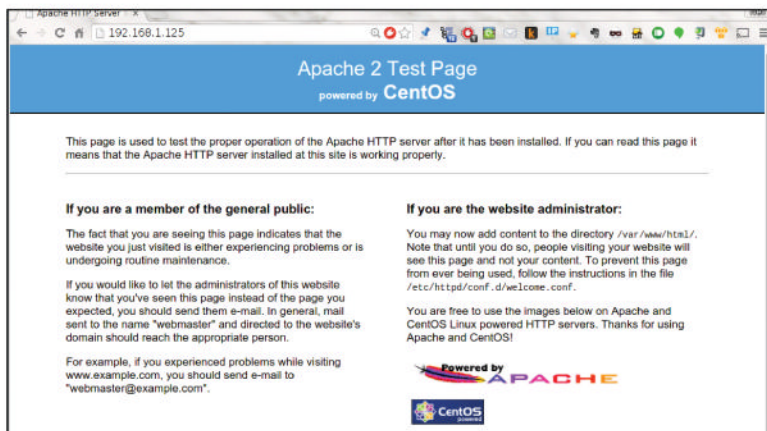 Apache HTTP Server
192.168.1.125
Apache 2 Test Page
powered by CentOS
This page is used to test the proper operation of the Apache HTTP server after it has been installed. If you can read this page it
means that the Apache HTTP server installed at this site is working properly.
If you are a member of the general public:
The fact that you are seeing this page indicates that the
website you just visited is either experiencing problems or is
undergoing routine maintenance.
If you would like to let the administrators of this website
know that you've seen this page instead of the page you
expected, you should send them e-mail. In general, mail
sent to the name "webmaster" and directed to the website's
domain should reach the appropriate person.
For example, if you experienced problems while visiting
www.example.com, you should send e-mail to
"webmaster@example.com".
If you are the website administrator:
You may now add content to the directory /var/www/html/.
Note that until you do so, people visiting your website will
see this page and not your content. To prevent this page
from ever being used, follow the instructions in the file
/etc/httpd/conf.d/welcome.conf.
You are free to use the images below on Apache and
CentOS Linux powered HTTP servers. Thanks for using
Apache and CentOS!
Powered by
APACHE
CentOS
powered